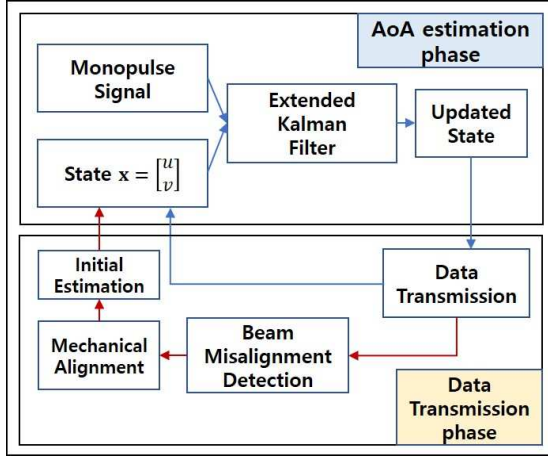 AoA estimation
phase
Monopulse
Signal
Extended
Kalman
Filter
Updated
State
State x = [u
v]
Initial
Estimation
Data
Transmission
Mechanical
Alignment
Beam
Misalignment
Detection
Data
Transmission
phase